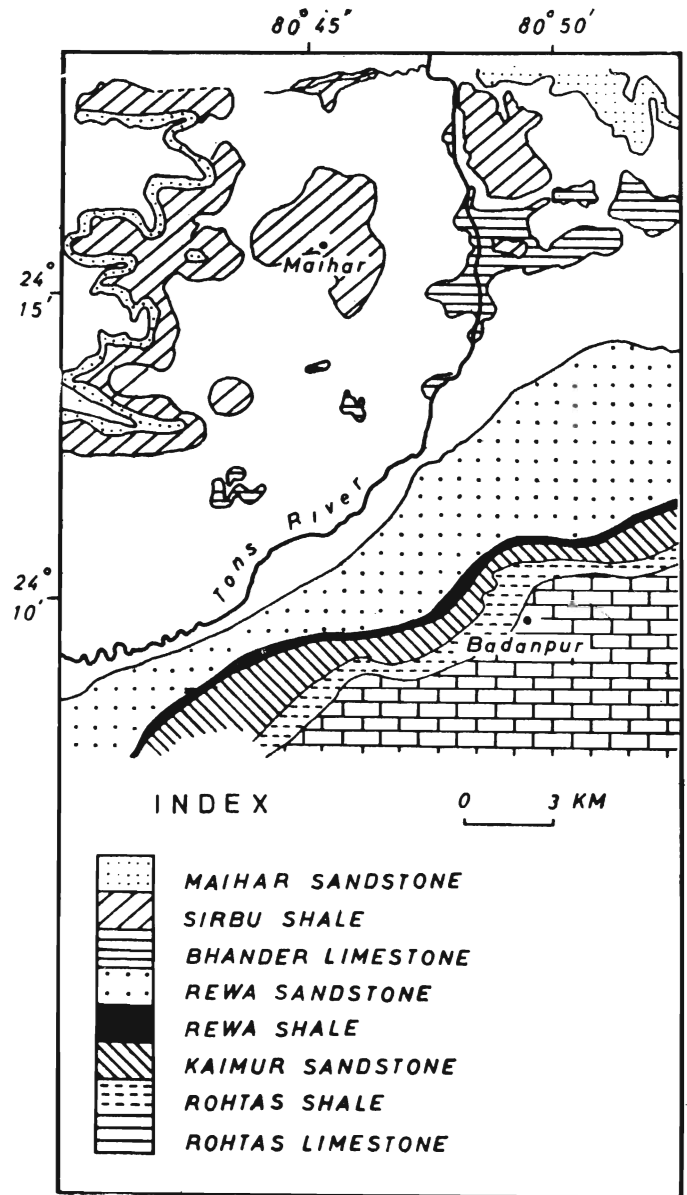 80° 45′
80° 50′
Maihar
24°
15′
Tons River
24°
10′
Badanpur
INDEX
0 3 KM
MAIHAR SANDSTONE
SIRBU SHALE
BHANDER LIMESTONE
REWA SANDSTONE
REWA SHALE
KAIMUR SANDSTONE
ROHTAS SHALE
ROHTAS LIMESTONE